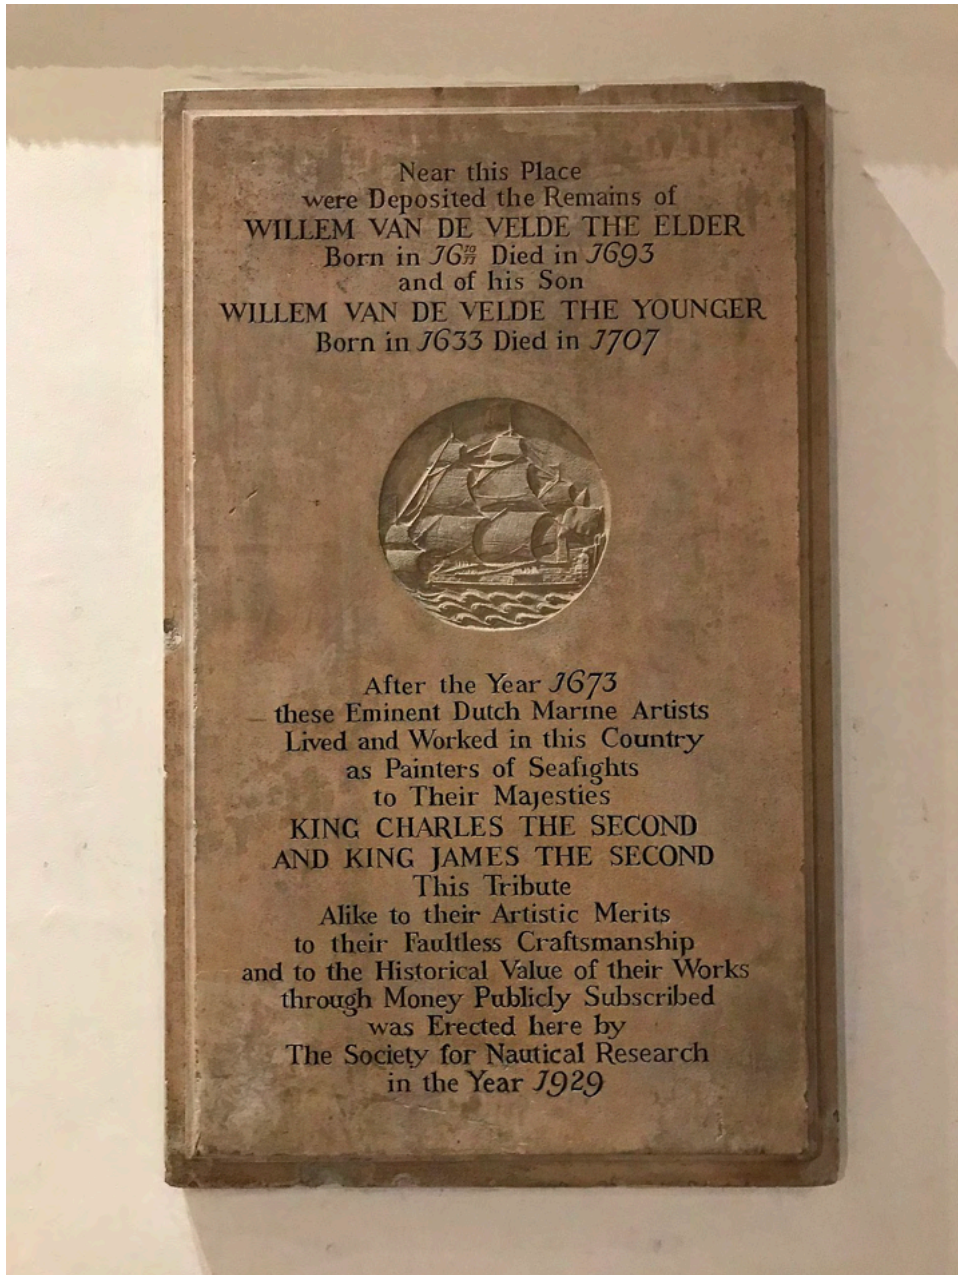 Near this Place
were Deposited the Remains of
WILLEM VAN DE VELDE THE ELDER
Born in 1610/11 Died in 1693
and of his Son
WILLEM VAN DE VELDE THE YOUNGER
Born in 1633 Died in 1707
After the Year 1673
these Eminent Dutch Marine Artists
Lived and Worked in this Country
as Painters of Seafights
to Their Majesties
KING CHARLES THE SECOND
AND KING JAMES THE SECOND
This Tribute
Alike to their Artistic Merits
to their Faultless Craftsmanship
and to the Historical Value of their Works
through Money Publicly Subscribed
was Erected here by
The Society for Nautical Research
in the Year 1929